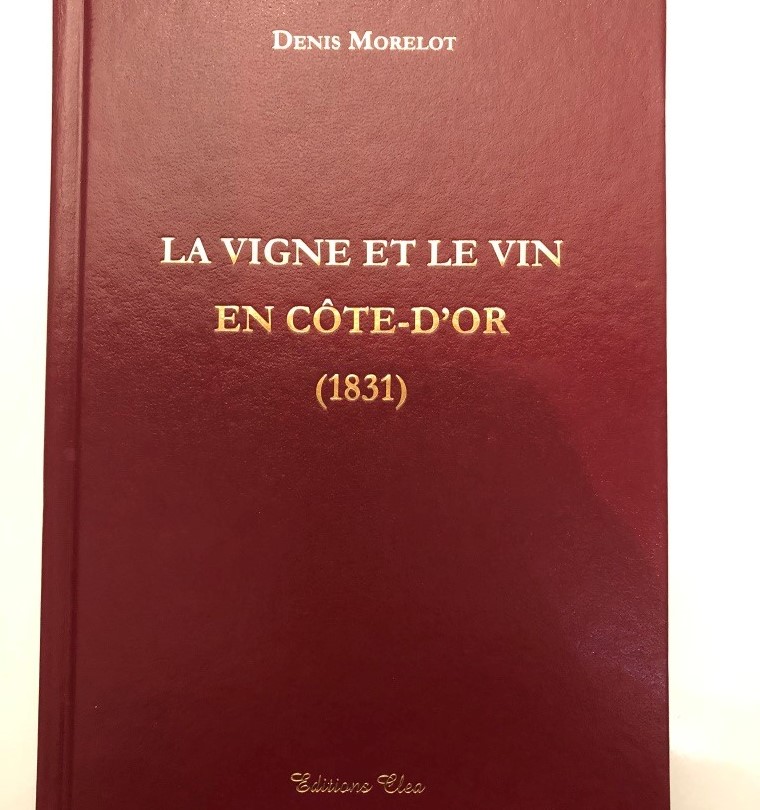 DENIS MORELOT
LA VIGNE ET LE VIN
EN CÔTE-D'OR
(1831)
Editions Clea